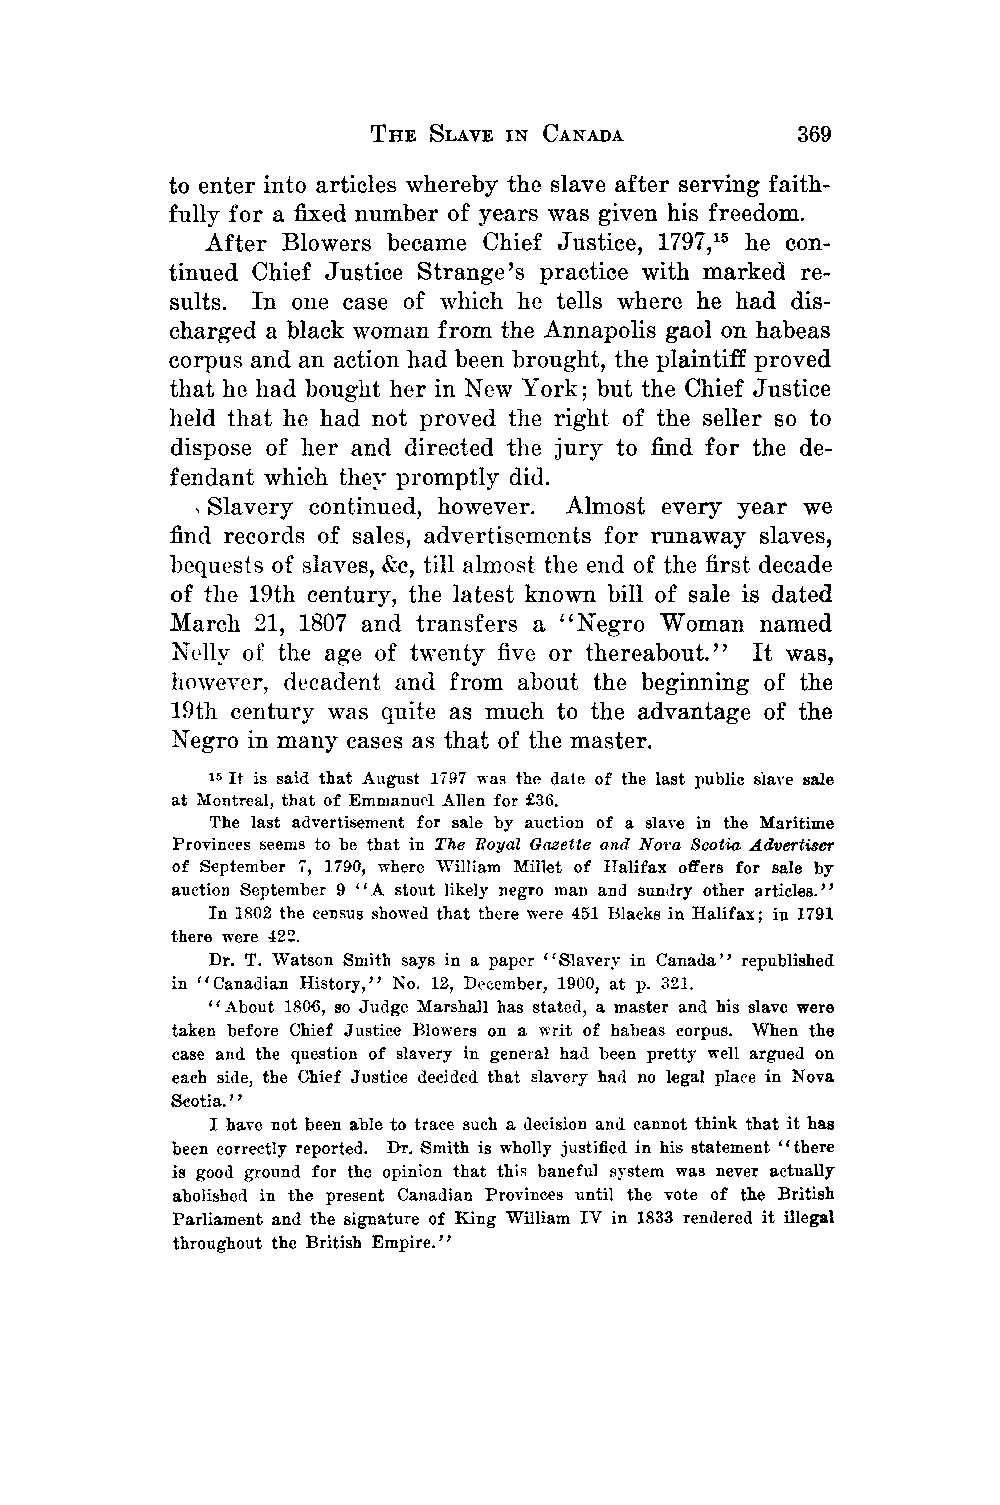 THE SLAVE IN CANADA 369
to enter into articles whereby the slave after serving faith-
fully for a fixed number of years was given his freedom.
After Blowers became Chief Justice, 1797,¹⁵ he con-
tinued Chief Justice Strange's practice with marked re-
sults. In one case of which he tells where he had dis-
charged a black woman from the Annapolis gaol on habeas
corpus and an action had been brought, the plaintiff proved
that he had bought her in New York; but the Chief Justice
held that he had not proved the right of the seller so to
dispose of her and directed the jury to find for the de-
fendant which they promptly did.
Slavery continued, however. Almost every year we
find records of sales, advertisements for runaway slaves,
bequests of slaves, &c, till almost the end of the first decade
of the 19th century, the latest known bill of sale is dated
March 21, 1807 and transfers a "Negro Woman named
Nelly of the age of twenty five or thereabout." It was,
however, decadent and from about the beginning of the
19th century was quite as much to the advantage of the
Negro in many cases as that of the master.
¹⁵ It is said that August 1797 was the date of the last public slave sale
at Montreal, that of Emmanuel Allen for £36.
The last advertisement for sale by auction of a slave in the Maritime
Provinces seems to be that in The Royal Gazette and Nova Scotia Advertiser
of September 7, 1790, where William Millet of Halifax offers for sale by
auction September 9 "A stout likely negro man and sundry other articles."
In 1802 the census showed that there were 451 Blacks in Halifax; in 1791
there were 422.
Dr. T. Watson Smith says in a paper "Slavery in Canada" republished
in "Canadian History," No. 12, December, 1900, at p. 321.
"About 1806, so Judge Marshall has stated, a master and his slave were
taken before Chief Justice Blowers on a writ of habeas corpus. When the
case and the question of slavery in general had been pretty well argued on
each side, the Chief Justice decided that slavery had no legal place in Nova
Scotia."
I have not been able to trace such a decision and cannot think that it has
been correctly reported. Dr. Smith is wholly justified in his statement "there
is good ground for the opinion that this baneful system was never actually
abolished in the present Canadian Provinces until the vote of the British
Parliament and the signature of King William IV in 1833 rendered it illegal
throughout the British Empire."